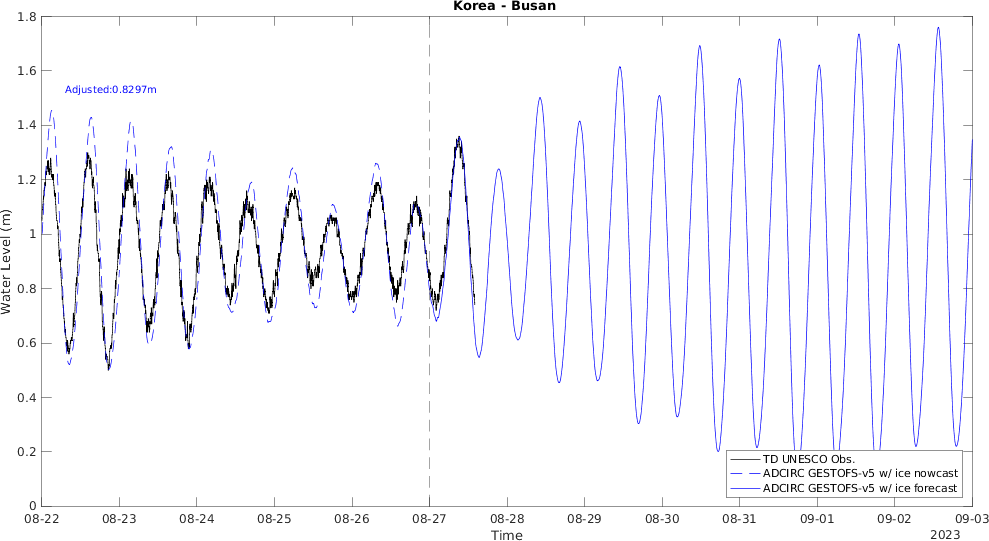 Korea - Busan
1.8
1.6
1.4
1.2
1
0.8
0.6
0.4
0.2
0
Water Level (m)
Adjusted:0.8297m
TD UNESCO Obs.
ADCIRC GESTOFS-v5 w/ ice nowcast
ADCIRC GESTOFS-v5 w/ ice forecast
08-22 08-23 08-24 08-25 08-26 08-27 08-28 08-29 08-30 08-31 09-01 09-02 09-03
Time
2023